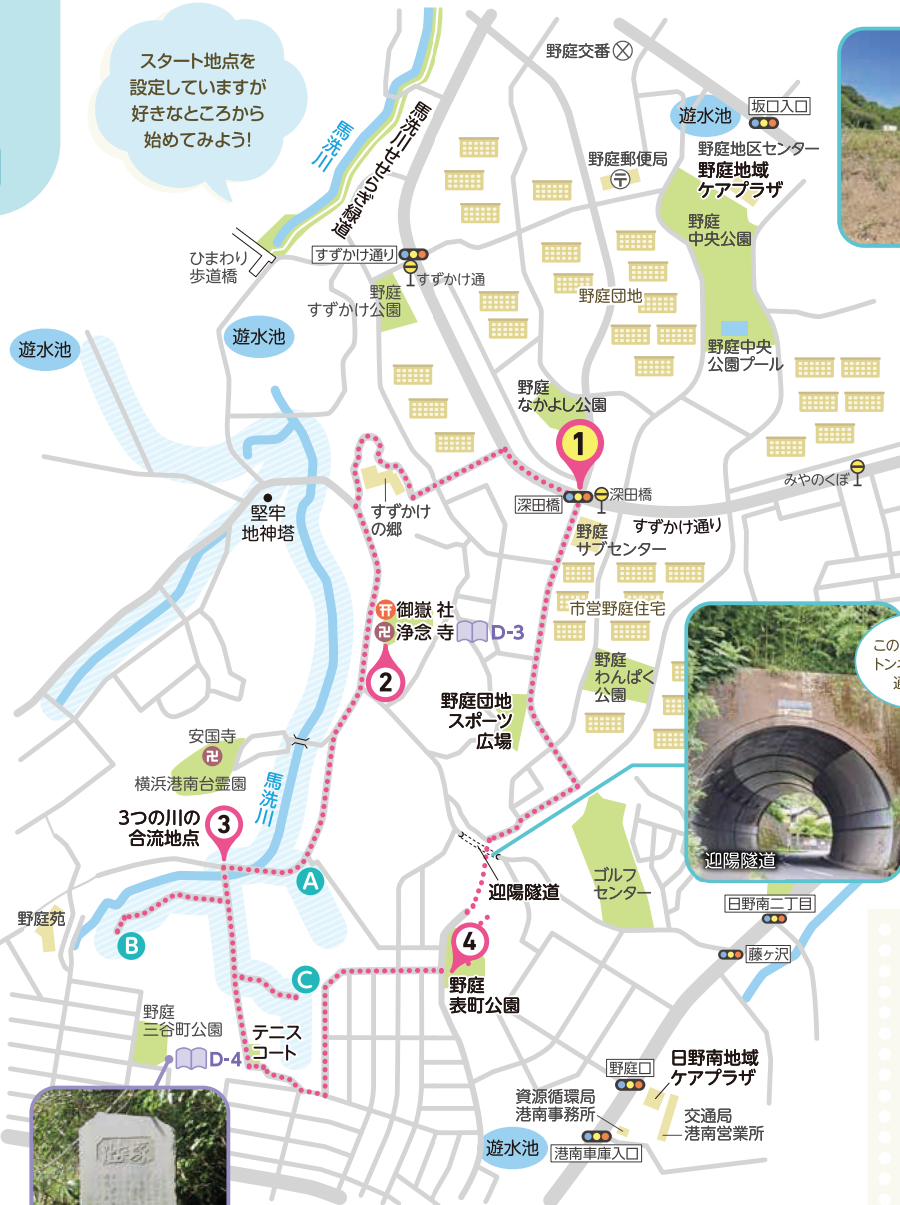 スタート地点を
設定していますが
好きなところから
始めてみよう!
馬洗川
馬洗川せせらぎ緑道
野庭交番
遊水池
坂口入口
野庭地区センター
野庭地域
ケアプラザ
野庭郵便局
〒
野庭
中央公園
ひまわり
歩道橋
すずかけ通り
すずかけ通
野庭
すずかけ公園
野庭団地
遊水池
遊水池
野庭中央
公園プール
野庭
なかよし公園
1
深田橋
深田橋
みやのくぼ
すずかけ通り
すずかけ
の郷
堅牢
地神塔
野庭
サブセンター
市営野庭住宅
御嶽 社
浄念 寺
D-3
2
野庭
わんぱく
公園
野庭団地
スポーツ
広場
この
トンネ
安国寺
卍
横浜港南台霊園
馬洗川
3つの川の
合流地点
3
A
迎陽隧道
迎陽隧道
ゴルフ
センター
日野南二丁目
藤ヶ沢
野庭苑
B
4
C
野庭
表町公園
野庭
三谷町公園
D-4
テニス
コート
野庭口
日野南地域
ケアプラザ
資源循環局
港南事務所
交通局
港南営業所
遊水池
港南車庫入口